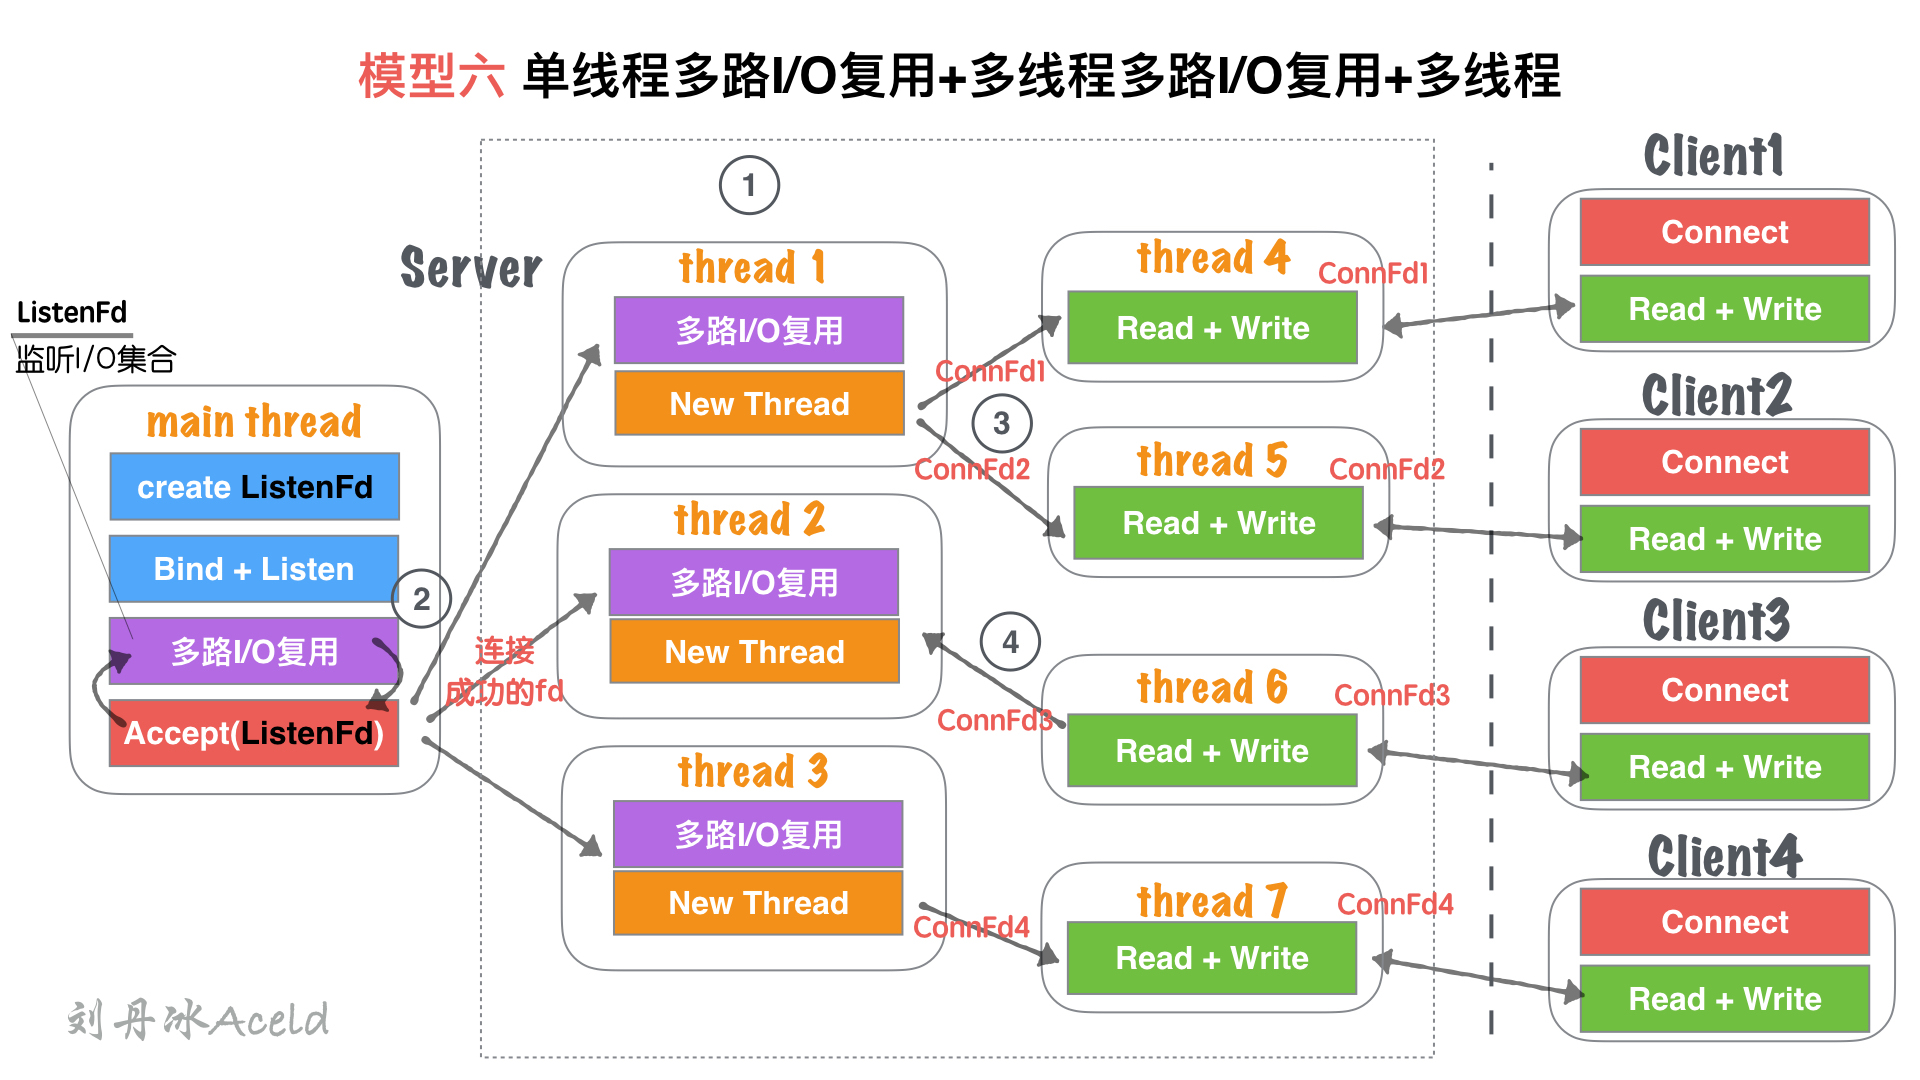 模型六 单线程多路I/O复用+多线程多路I/O复用+多线程
Server
ListenFd
监听I/O集合
main thread
create ListenFd
Bind + Listen
多路I/O复用
Accept(ListenFd)
2
连接
成功的fd
1
thread 1
多路I/O复用
New Thread
thread 2
多路I/O复用
New Thread
thread 3
多路I/O复用
New Thread
ConnFd1
3
ConnFd2
4
ConnFd3
ConnFd4
thread 4
Read + Write
ConnFd1
thread 5
Read + Write
ConnFd2
thread 6
Read + Write
ConnFd3
thread 7
Read + Write
ConnFd4
Client1
Connect
Read + Write
Client2
Connect
Read + Write
Client3
Connect
Read + Write
Client4
Connect
Read + Write
刘丹冰Aceld